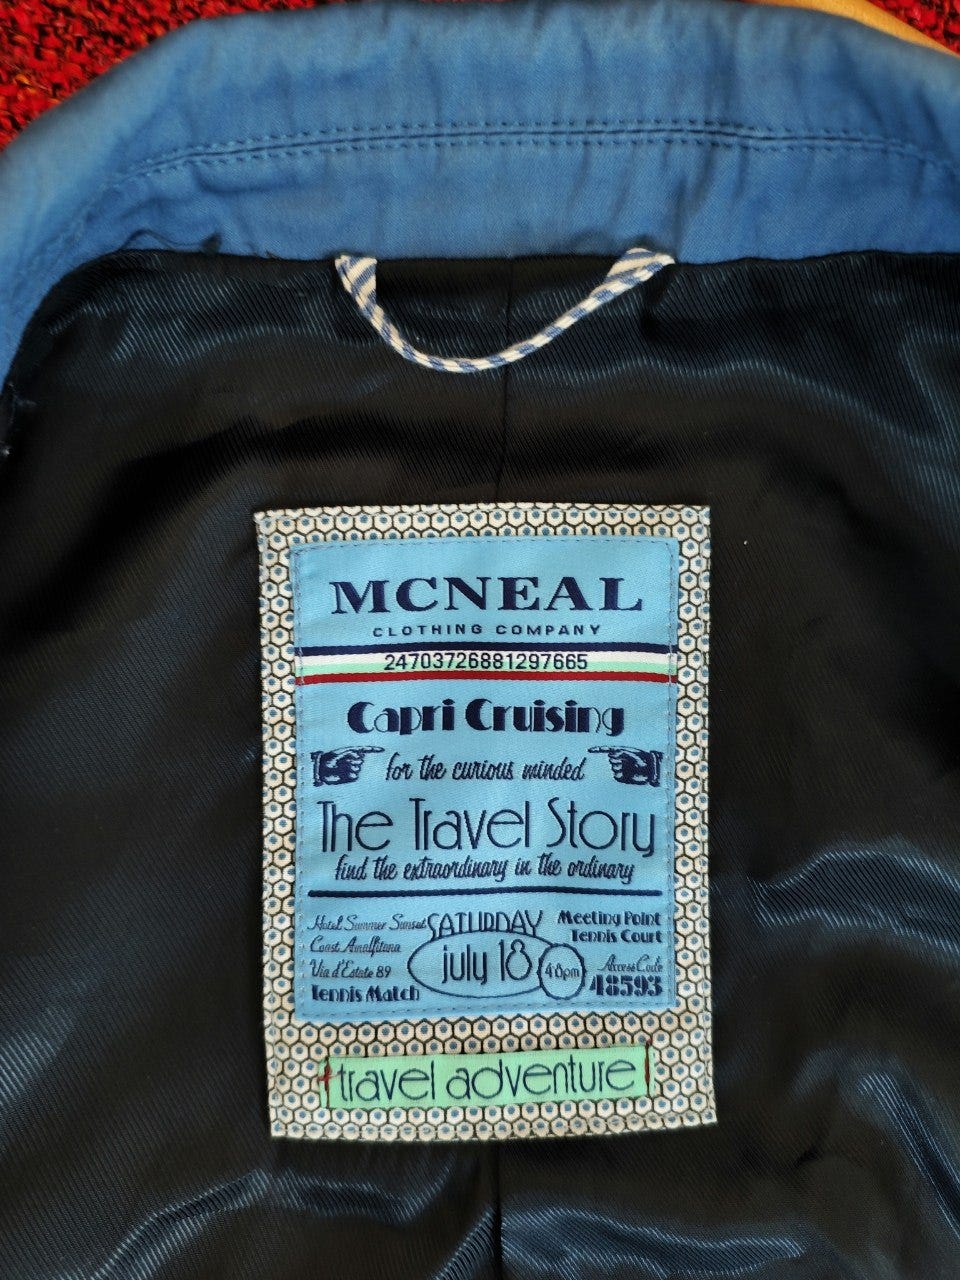 MCNEAL
CLOTHING COMPANY
24703726881297665
Capri Cruising
for the curious minded
The Travel Story
find the extraordinary in the ordinary
Hotel Summer Sunset
Coast Amalfitana
Via d'Estate 89
Tennis Match
SATURDAY
july 18
48pm
Meeting Point
Tennis Court
Access Code
48593
travel adventure